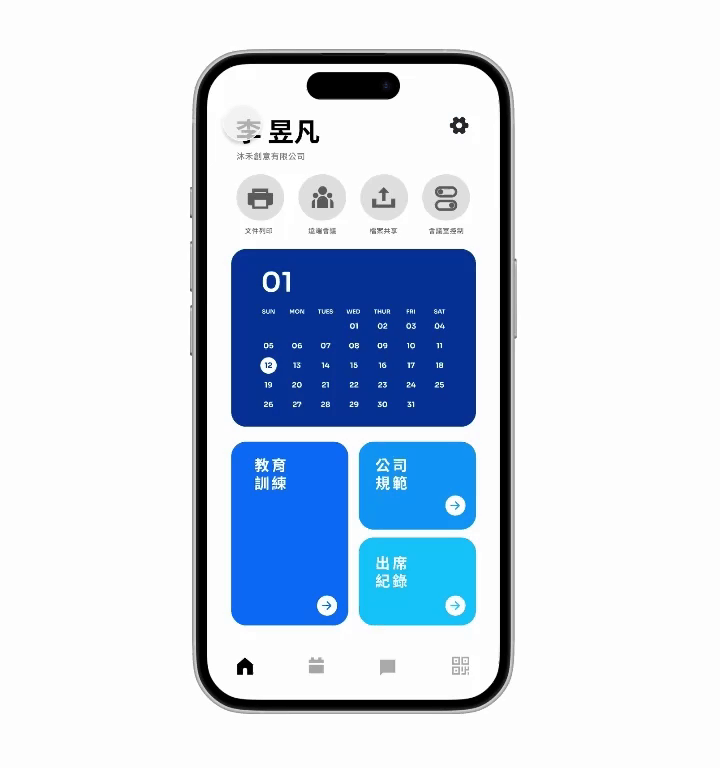 李 昱凡
沐禾創意有限公司
文件列印 遠端會議 檔案共享 會議室控制
01
SUN MON TUES WED THUR FRI SAT
01 02 03 04
05 06 07 08 09 10 11
12 13 14 15 16 17 18
19 20 21 22 23 24 25
26 27 28 29 30 31
教育
訓練
公司
規範
出席
紀錄